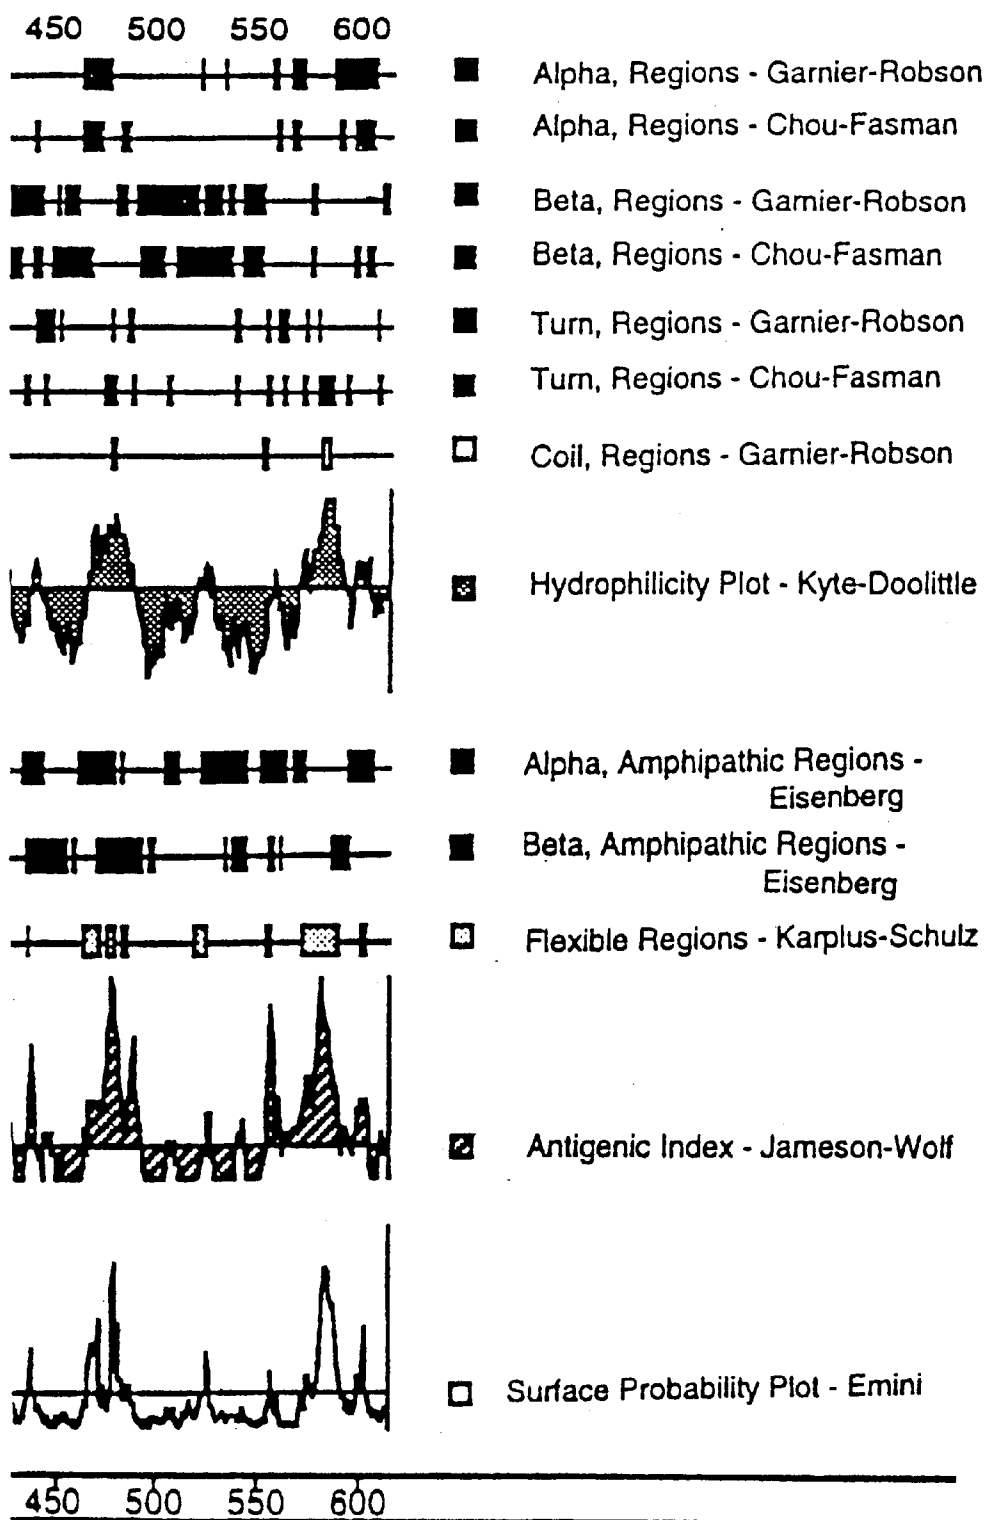 450 500 550 600
Alpha, Regions - Garnier-Robson
Alpha, Regions - Chou-Fasman
Beta, Regions - Garnier-Robson
Beta, Regions - Chou-Fasman
Turn, Regions - Garnier-Robson
Turn, Regions - Chou-Fasman
Coil, Regions - Garnier-Robson
Hydrophilicity Plot - Kyte-Doolittle
Alpha, Amphipathic Regions -
Eisenberg
Beta, Amphipathic Regions -
Eisenberg
Flexible Regions - Karplus-Schulz
Antigenic Index - Jameson-Wolf
Surface Probability Plot - Emini
450 500 550 600